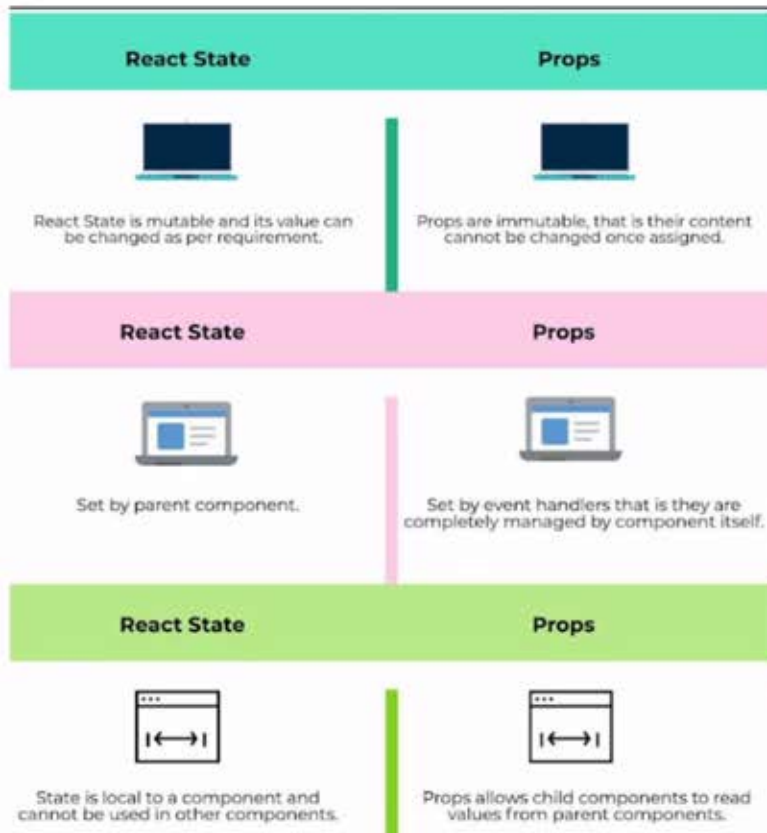 React State
Props
React State is mutable and its value can
be changed as per requirement.
Props are immutable, that is their content
cannot be changed once assigned.
React State
Props
Set by parent component.
Set by event handlers that is they are
completely managed by component itself.
React State
Props
State is local to a component and
cannot be used in other components.
Props allows child components to read
values from parent components.